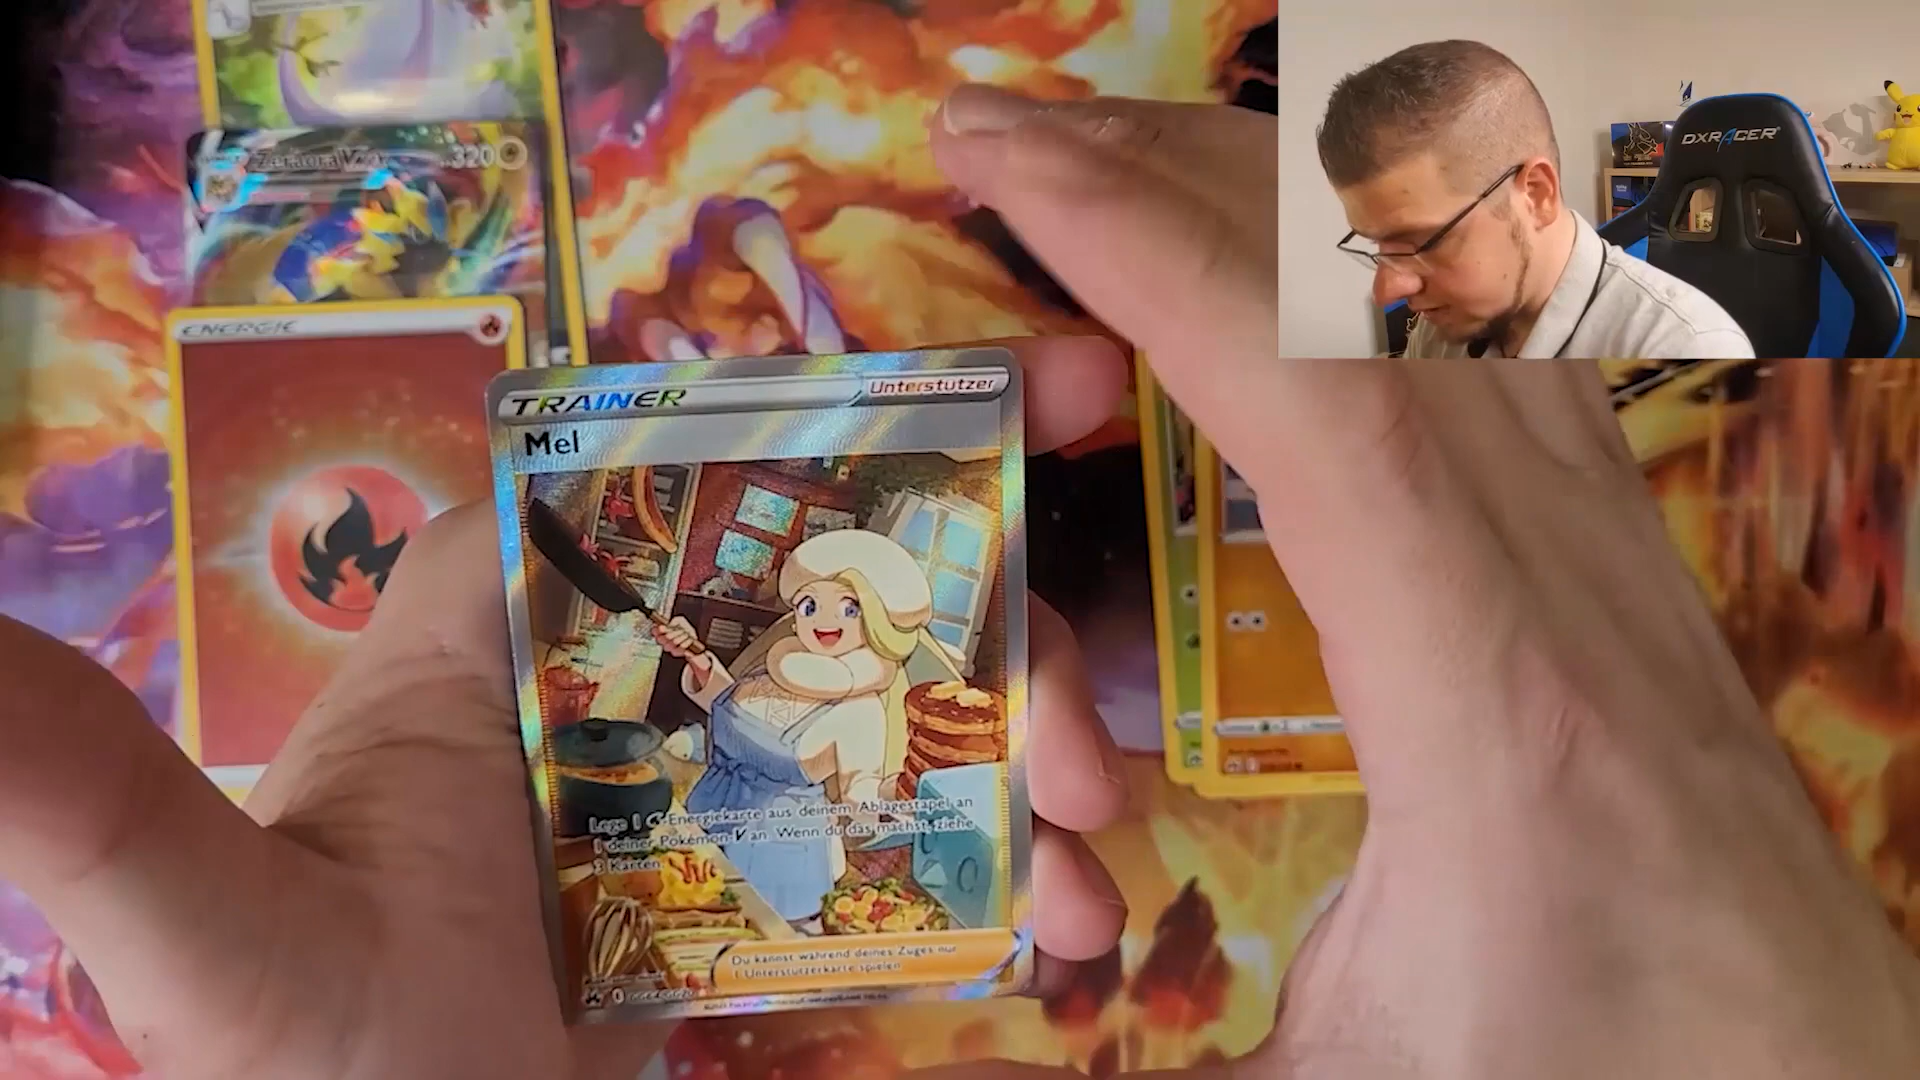 Zeraora
320
ENERGIE
TRAINER
Unterstützer
Mel
Lege 1 -Energiekarte aus deinem Ablagestapel an
1 deiner Pokémon-V an. Wenn du das machst, ziehe
3 Karten.
Du kannst während deines Zuges nur
1 Unterstützerkarte spielen.
DXRACER